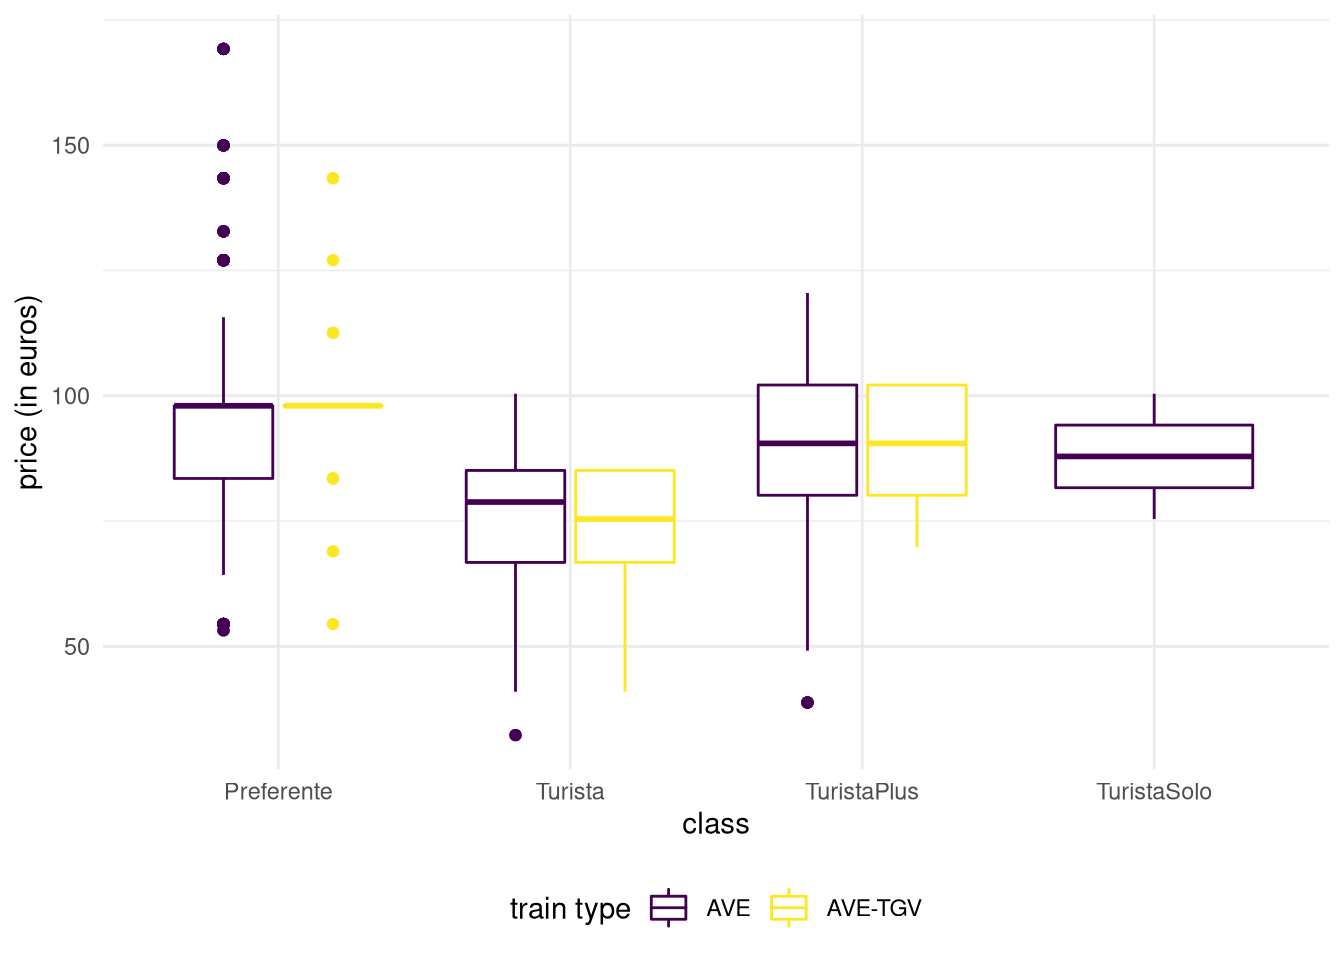 150
100
50
price (in euros)
Preferente Turista TuristaPlus TuristaSolo
class
train type AVE AVE-TGV